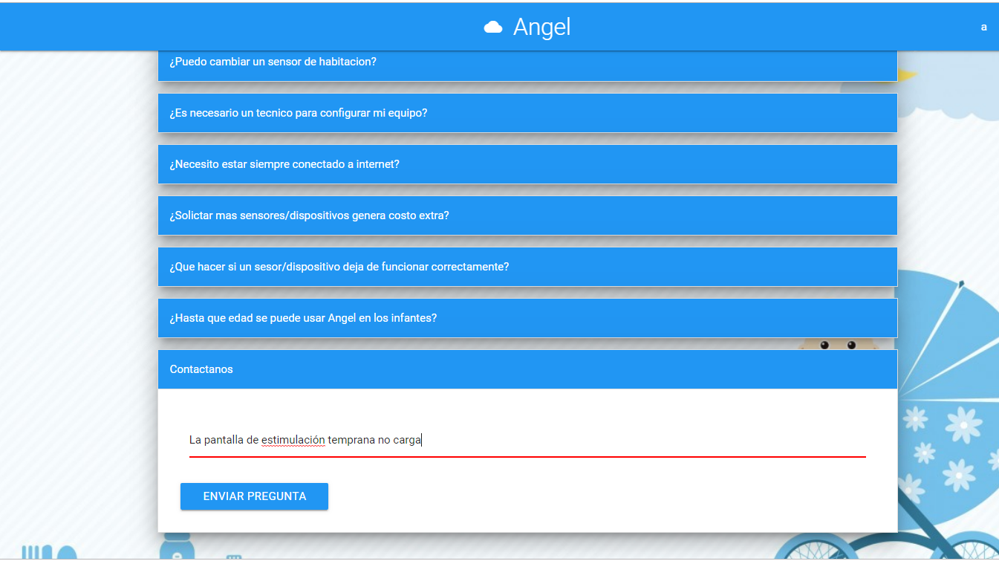 Angel
a
¿Puedo cambiar un sensor de habitacion?
¿Es necesario un tecnico para configurar mi equipo?
¿Necesito estar siempre conectado a internet?
¿Solictar mas sensores/dispositivos genera costo extra?
¿Que hacer si un sesor/dispositivo deja de funcionar correctamente?
¿Hasta que edad se puede usar Angel en los infantes?
Contactanos
La pantalla de estimulación temprana no carga
ENVIAR PREGUNTA